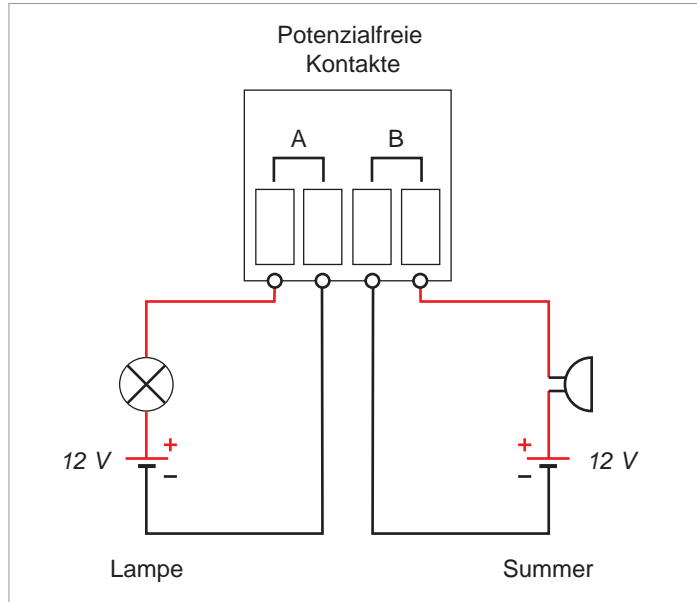 Potenzialfreie
Kontakte
A B
+ +
12 V 12 V
– –
Lampe Summer